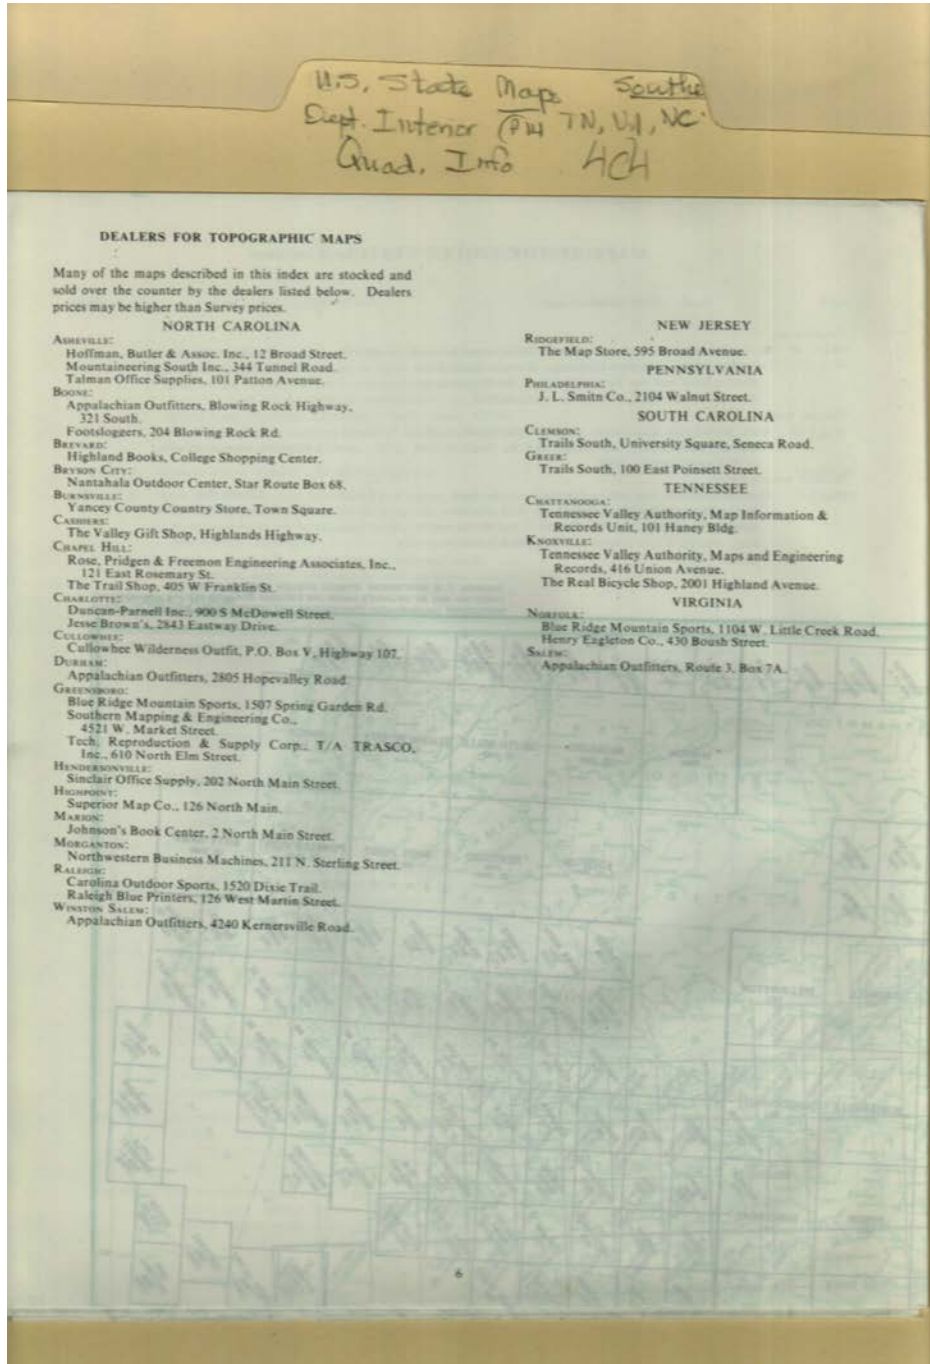 U.S. State Map Southe
Dept. Interior TN, VA, NC
Quad. Info 4C4
DEALERS FOR TOPOGRAPHIC MAPS
Many of the maps described in this index are stocked and
sold over the counter by the dealers listed below. Dealers
prices may be higher than Survey prices.
NORTH CAROLINA
ASHEVILLE:
Hoffman, Butler & Assoc. Inc., 12 Broad Street.
Mountaineering South Inc., 344 Tunnel Road.
Talman Office Supplies, 101 Patton Avenue.
BOONE:
Appalachian Outfitters, Blowing Rock Highway,
321 South.
Footsloggers, 204 Blowing Rock Rd.
BREVARD:
Highland Books, College Shopping Center.
BRYSON CITY:
Nantahala Outdoor Center, Star Route Box 68.
BURNSVILLE:
Yancey County Country Store, Town Square.
CASHIERS:
The Valley Gift Shop, Highlands Highway.
CHAPEL HILL:
Rose, Pridgen & Freemon Engineering Associates, Inc.,
121 East Rosemary St.
The Trail Shop, 405 W Franklin St.
CHARLOTTE:
Duncan-Parnell Inc., 900 S McDowell Street.
Jesse Brown's, 2843 Eastway Drive.
CULLOWHEE:
Cullowhee Wilderness Outfit, P.O. Box V, Highway 107.
DURHAM:
Appalachian Outfitters, 2805 Hopevalley Road.
GREENSBORO:
Blue Ridge Mountain Sports, 1507 Spring Garden Rd.
Southern Mapping & Engineering Co.,
4521 W. Market Street.
Tech. Reproduction & Supply Corp., T/A TRASCO,
Inc., 610 North Elm Street.
HENDERSONVILLE:
Sinclair Office Supply, 202 North Main Street.
HIGHPOINT:
Superior Map Co., 126 North Main.
MARION:
Johnson's Book Center, 2 North Main Street.
MORGANTON:
Northwestern Business Machines, 211 N. Sterling Street.
RALEIGH:
Carolina Outdoor Sports, 1520 Dixie Trail.
Raleigh Blue Printers, 126 West Martin Street.
WINSTON SALEM:
Appalachian Outfitters, 4240 Kernersville Road.
NEW JERSEY
RIDGEFIELD:
The Map Store, 595 Broad Avenue.
PENNSYLVANIA
PHILADELPHIA:
J. L. Smith Co., 2104 Walnut Street.
SOUTH CAROLINA
CLEMSON:
Trails South, University Square, Seneca Road.
GREER:
Trails South, 100 East Poinsett Street.
TENNESSEE
CHATTANOOGA:
Tennessee Valley Authority, Map Information &
Records Unit, 101 Haney Bldg.
KNOXVILLE:
Tennessee Valley Authority, Maps and Engineering
Records, 416 Union Avenue.
The Real Bicycle Shop, 2001 Highland Avenue.
VIRGINIA
NORFOLK:
Blue Ridge Mountain Sports, 1104 W. Little Creek Road.
Henry Eagleton Co., 430 Boush Street.
SALEM:
Appalachian Outfitters, Route 3, Box 7A.
6